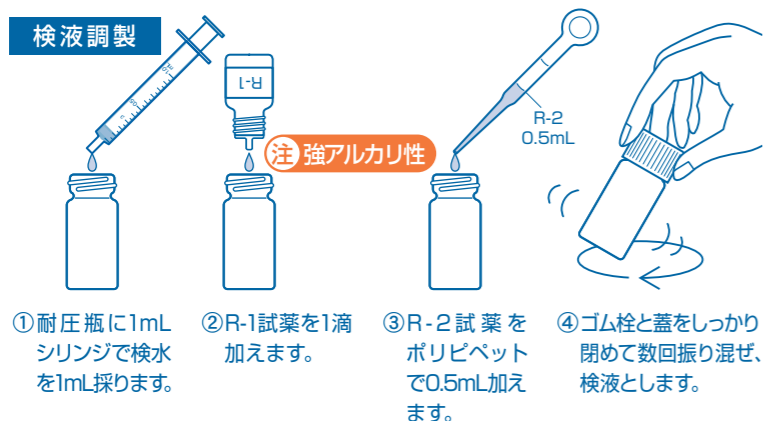 検液調製
R-1
注 強アルカリ性
R-2
0.5mL
①耐圧瓶に1mL
シリンジで検水
を1mL採ります。
②R-1試薬を1滴
加えます。
③R-2試薬を
ポリピペット
で0.5mL加え
ます。
④ゴム栓と蓋をしっかり
閉めて数回振り混ぜ、
検液とします。